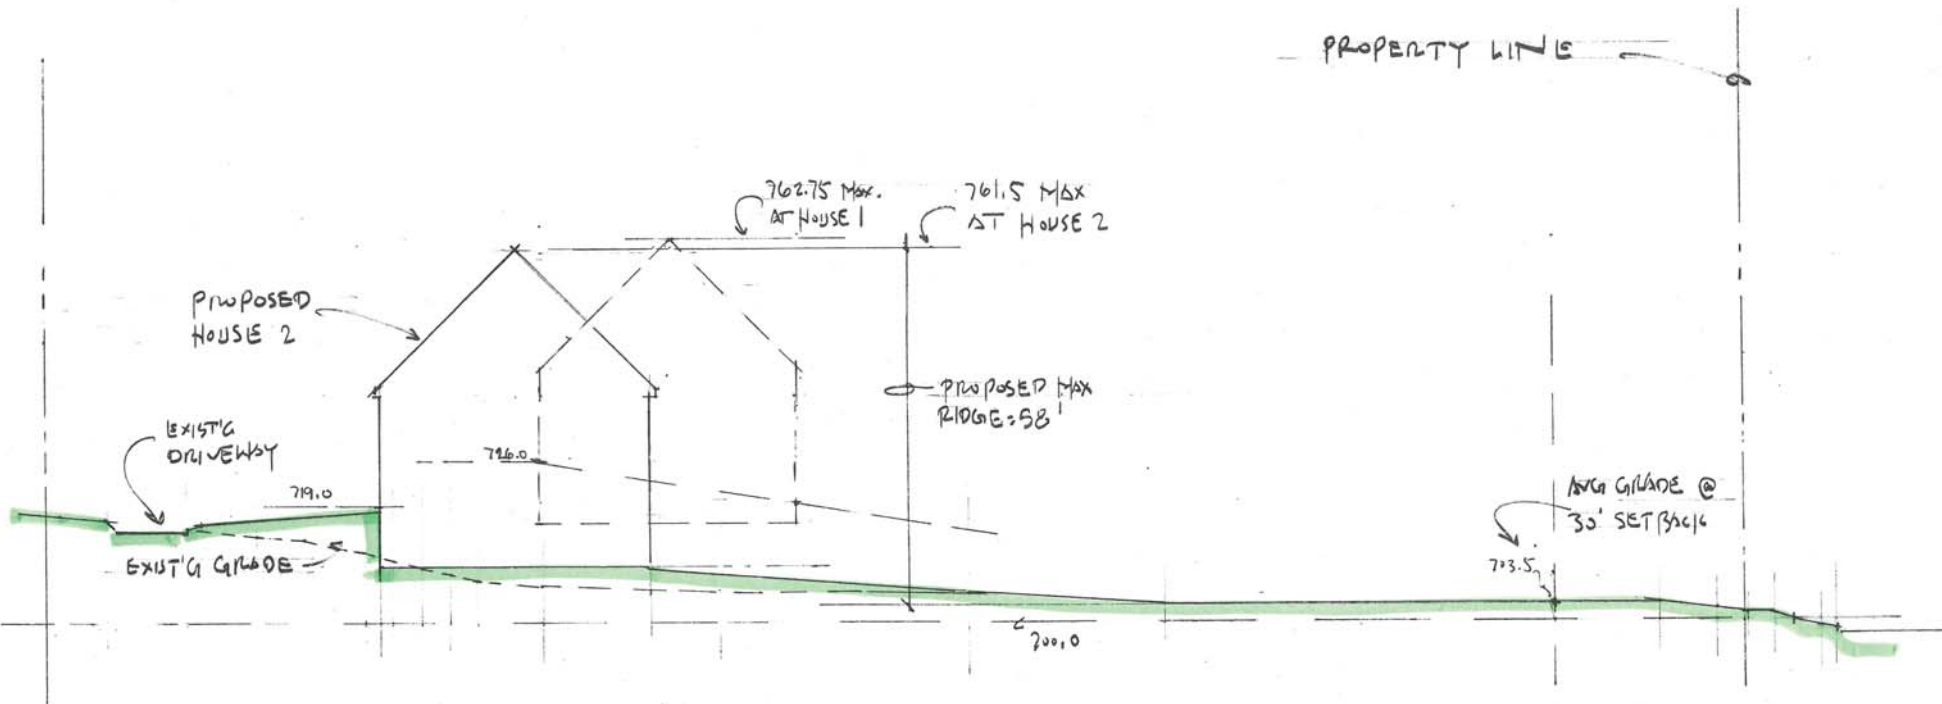 PROPERTY LINE
762.75 MAX.
AT HOUSE 1
761.5 MAX
AT HOUSE 2
PROPOSED
HOUSE 2
PROPOSED MAX
RIDGE=58'
EXIST'G
DRIVEWAY
726.0
719.0
AVG GRADE @
30' SETBACK
EXIST'G GRADE
703.5
700.0